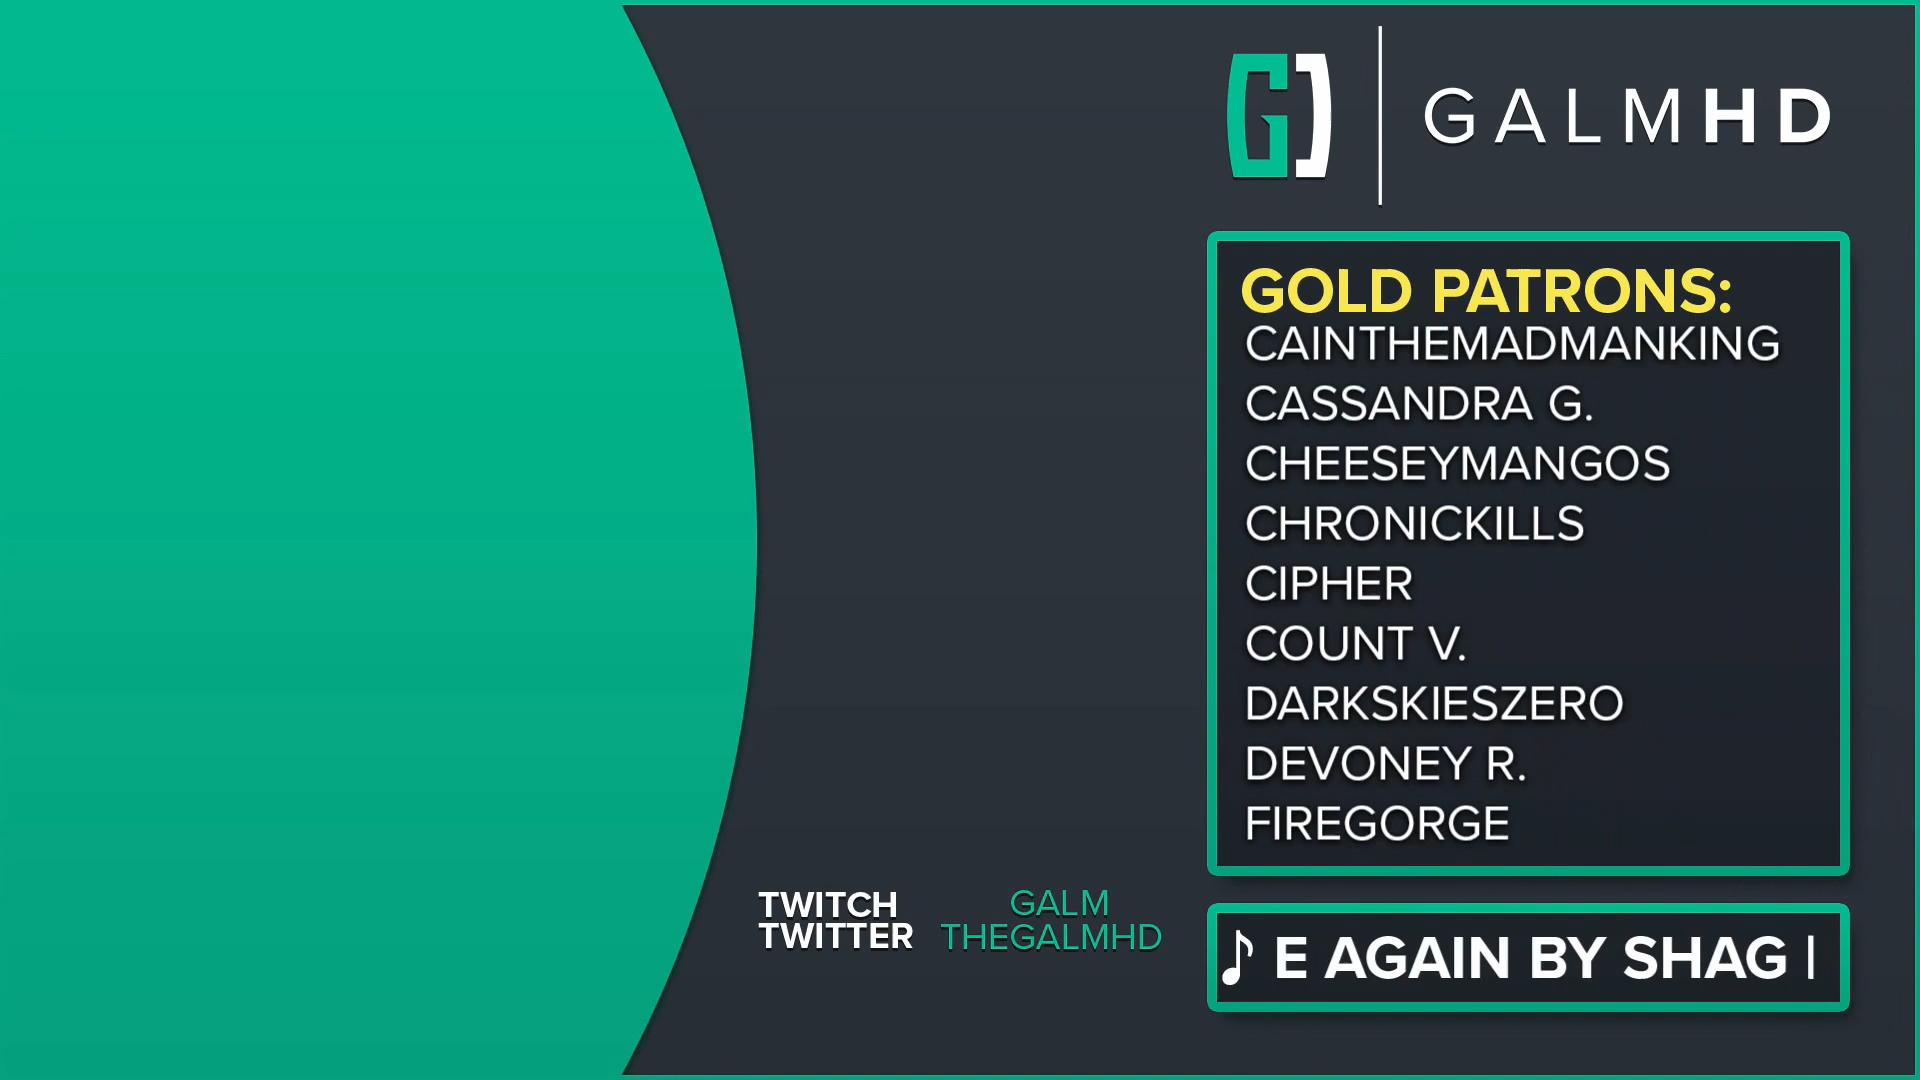 GALMHD
GOLD PATRONS:
CAINTHEMADMANKING
CASSANDRA G.
CHEESEYMANGOS
CHRONICKILLS
CIPHER
COUNT V.
DARKSKIESZERO
DEVONEY R.
FIREGORGE
TWITCH GALM
TWITTER THEGALMHD
♪ E AGAIN BY SHAG |